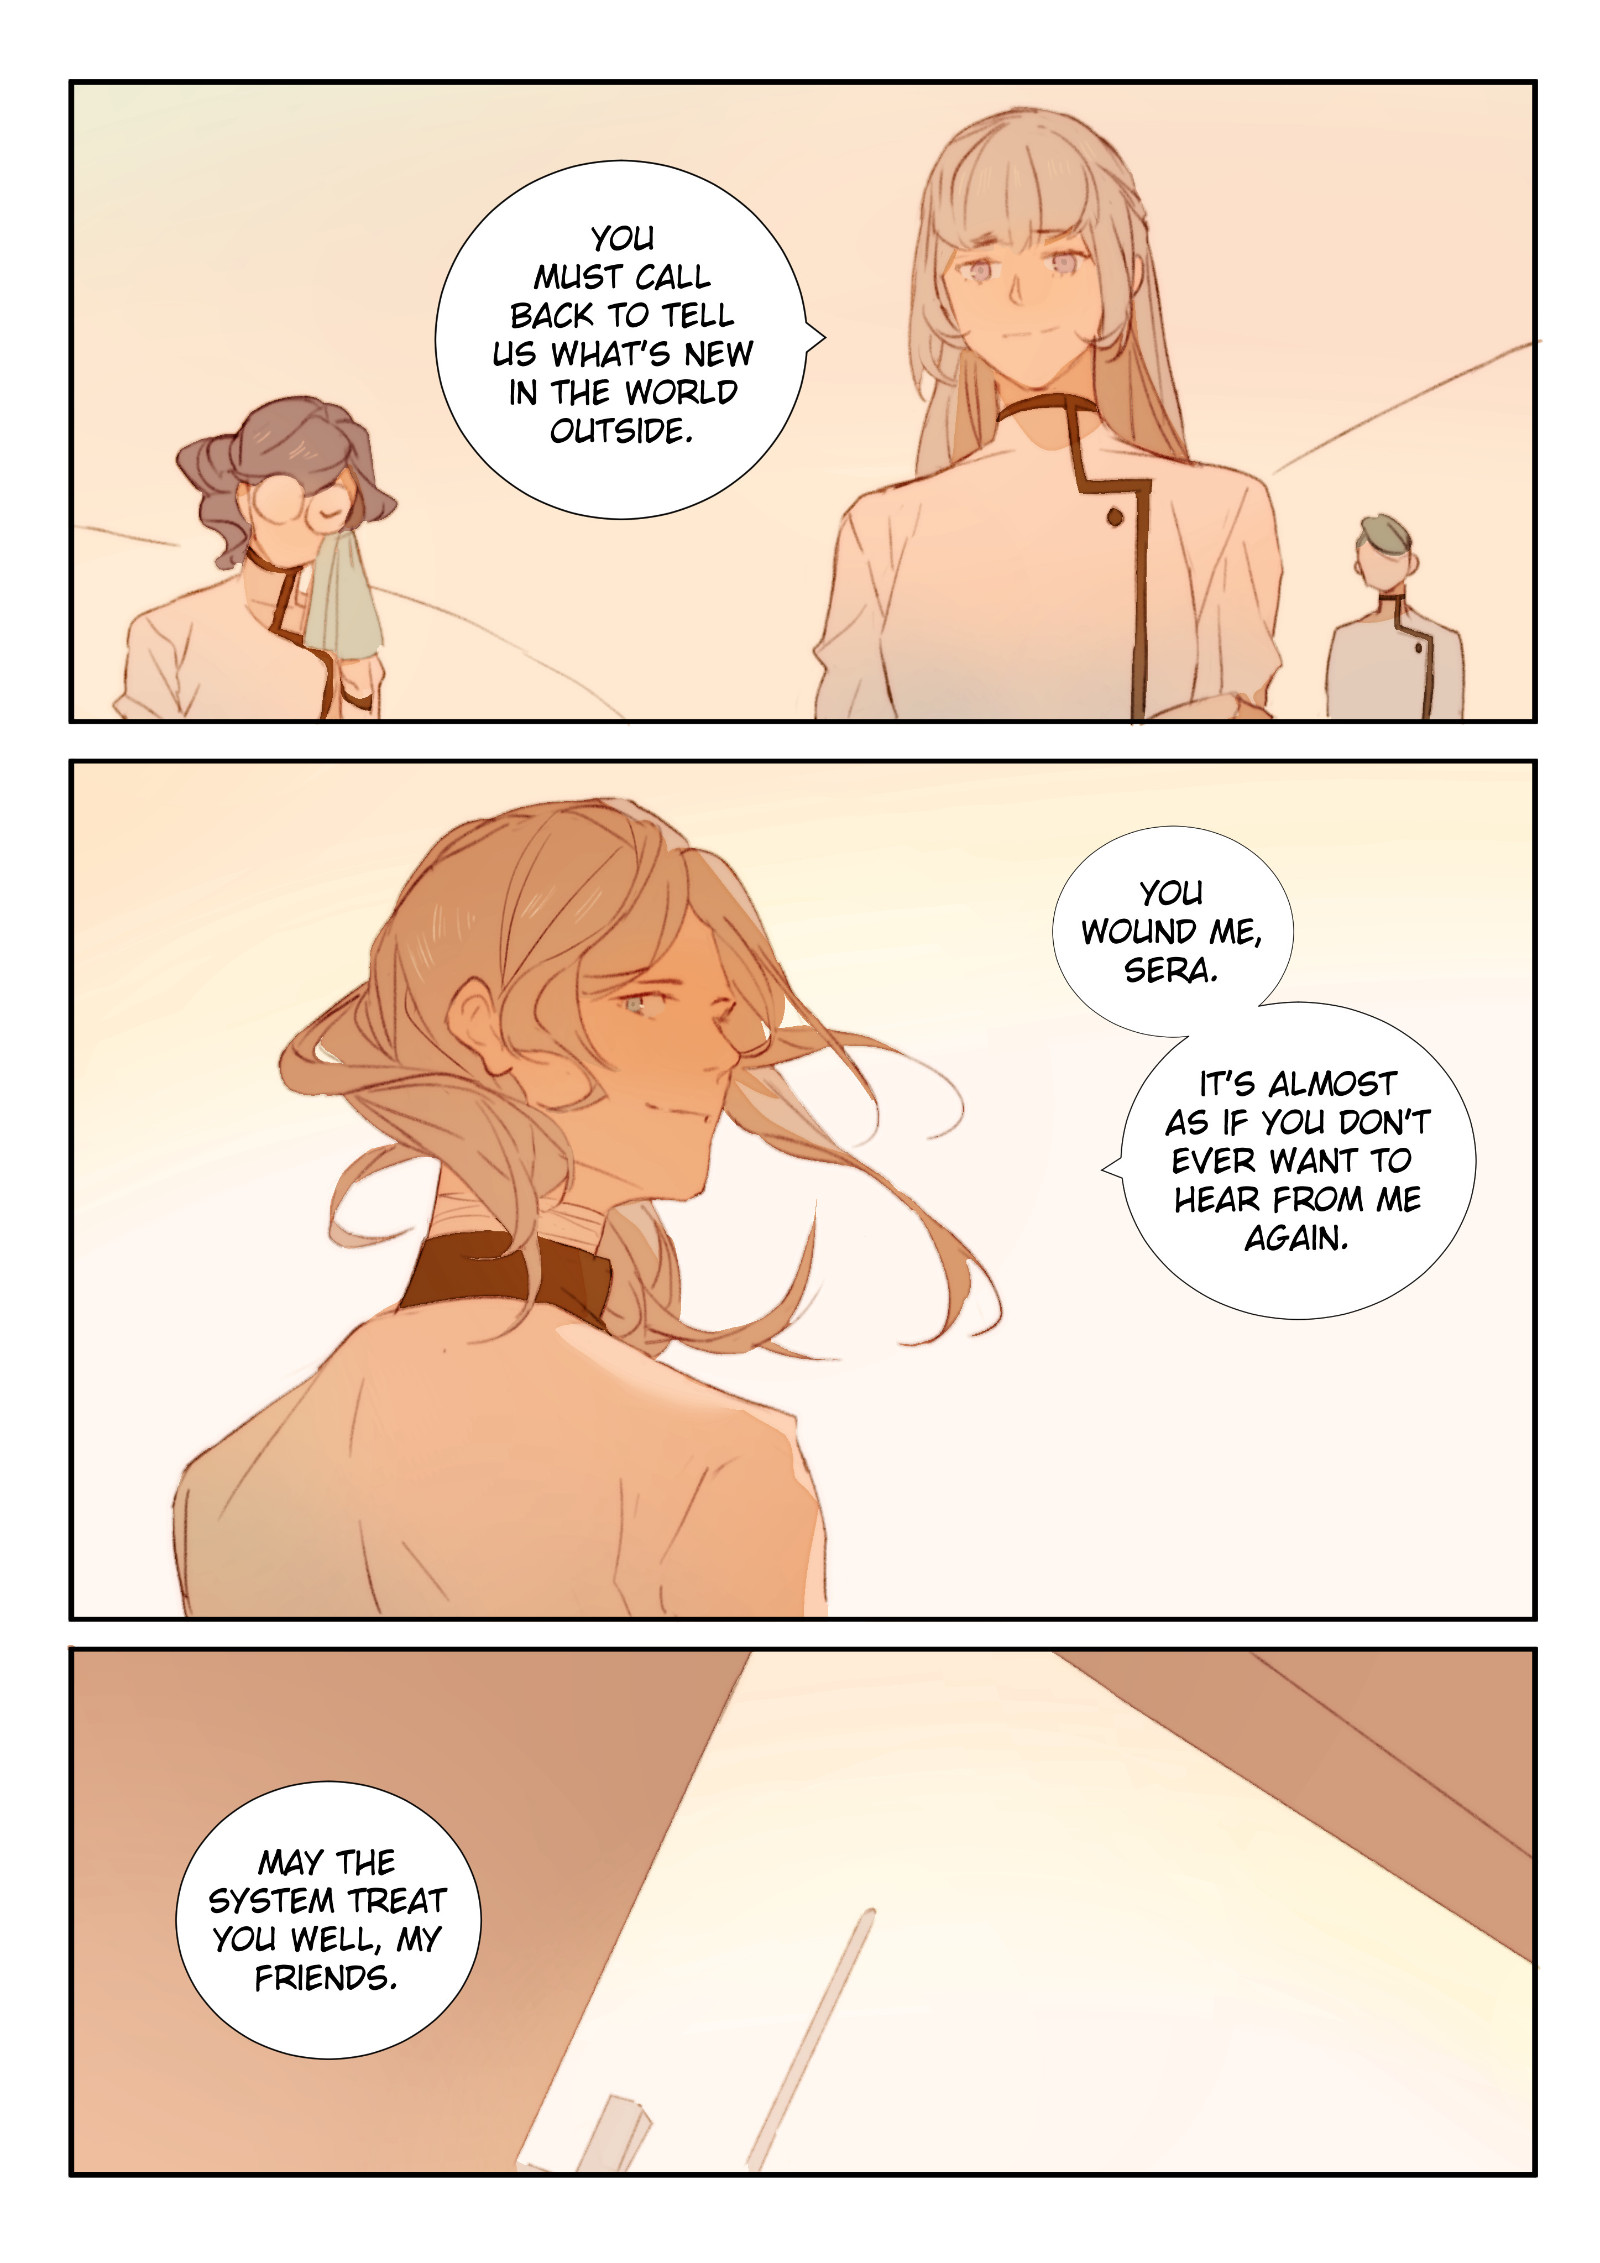 YOU
MUST CALL
BACK TO TELL
US WHAT'S NEW
IN THE WORLD
OUTSIDE.
YOU
WOUND ME,
SERA.
IT'S ALMOST
AS IF YOU DON'T
EVER WANT TO
HEAR FROM ME
AGAIN.
MAY THE
SYSTEM TREAT
YOU WELL, MY
FRIENDS.